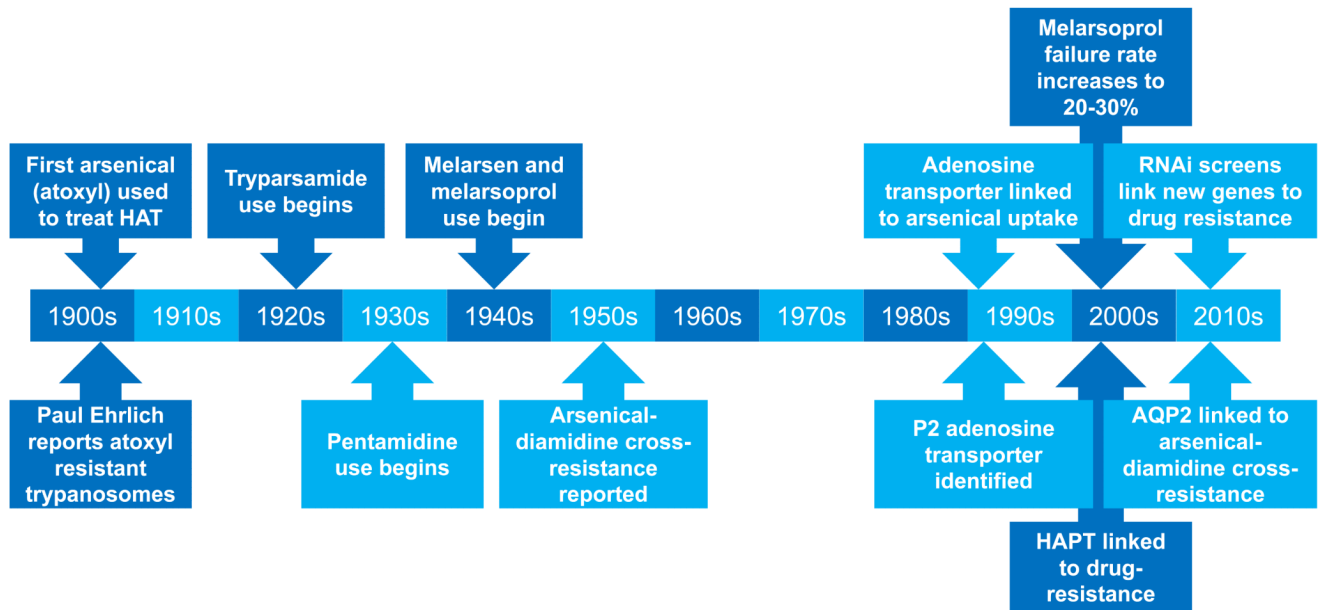 Melarsoprol
failure rate
increases to
20-30%
First arsenical
(atoxyl) used
to treat HAT
Tryparsamide
use begins
Melarsen and
melarsoprol
use begin
Adenosine
transporter linked
to arsenical uptake
RNAi screens
link new genes to
drug resistance
1900s 1910s 1920s 1930s 1940s 1950s 1960s 1970s 1980s 1990s 2000s 2010s
Paul Ehrlich
reports atoxyl
resistant
trypanosomes
Pentamidine
use begins
Arsenical-
diamidine cross-
resistance
reported
P2 adenosine
transporter
identified
AQP2 linked to
arsenical-
diamidine cross-
resistance
HAPT linked
to drug-
resistance